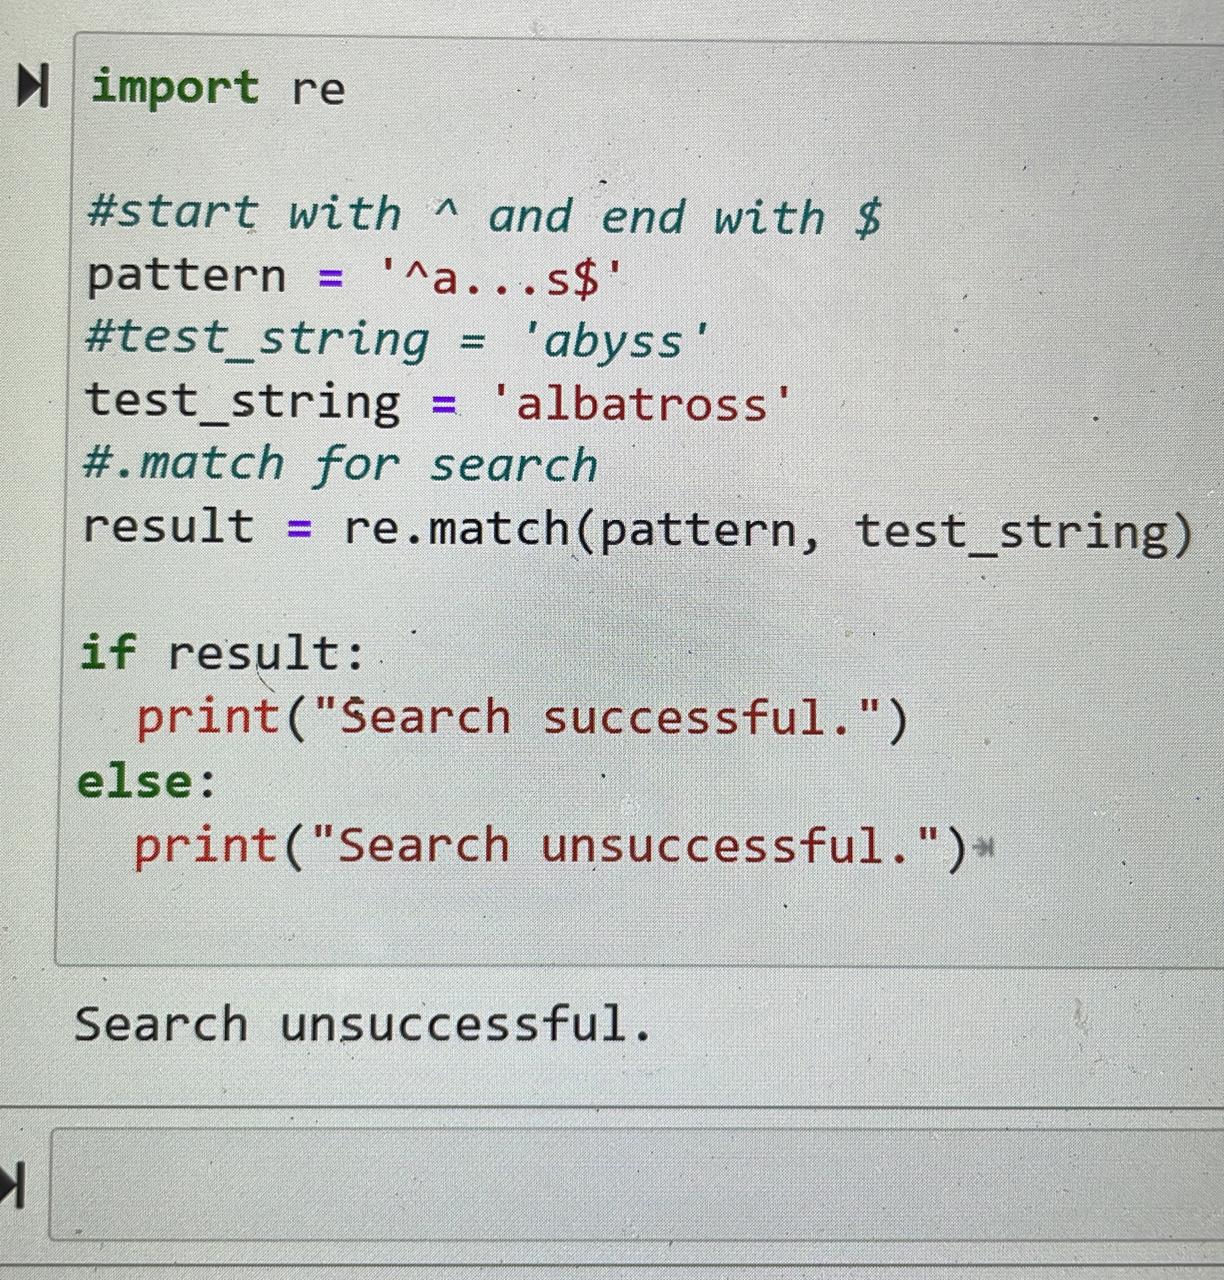 import re
#start with ^ and end with $
pattern = '^a...s$'
#test_string = 'abyss'
test_string = 'albatross'
#.match for search
result = re.match(pattern, test_string)
if result:
  print("Search successful.")
else:
  print("Search unsuccessful.")
Search unsuccessful.